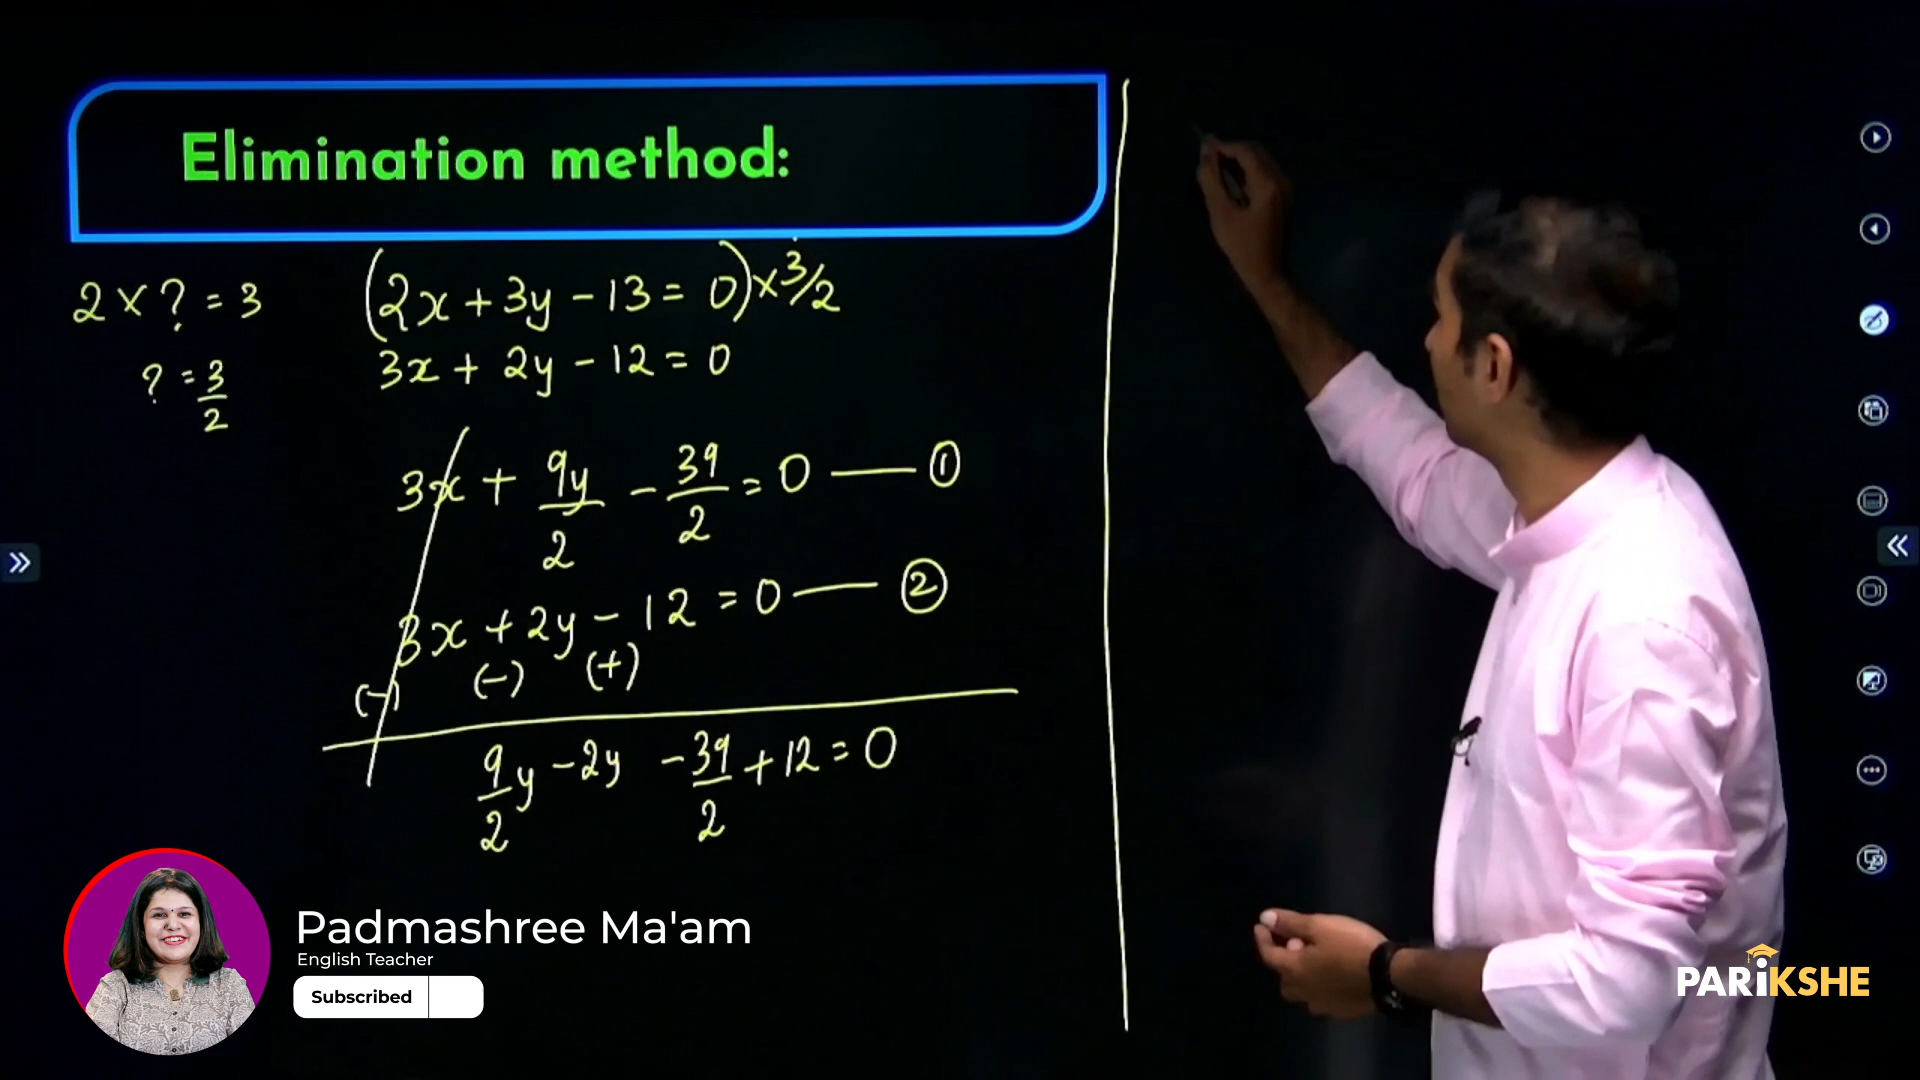 Elimination method:
2 × ? = 3
? = 3/2
(2x + 3y - 13 = 0) × 3/2
3x + 2y - 12 = 0
3x + 9y/2 - 39/2 = 0 —— ①
3x + 2y - 12 = 0 —— ②
(-) (-) (+)
9/2 y - 2y - 39/2 + 12 = 0
Padmashree Ma'am
English Teacher
Subscribed
PARiKSHE